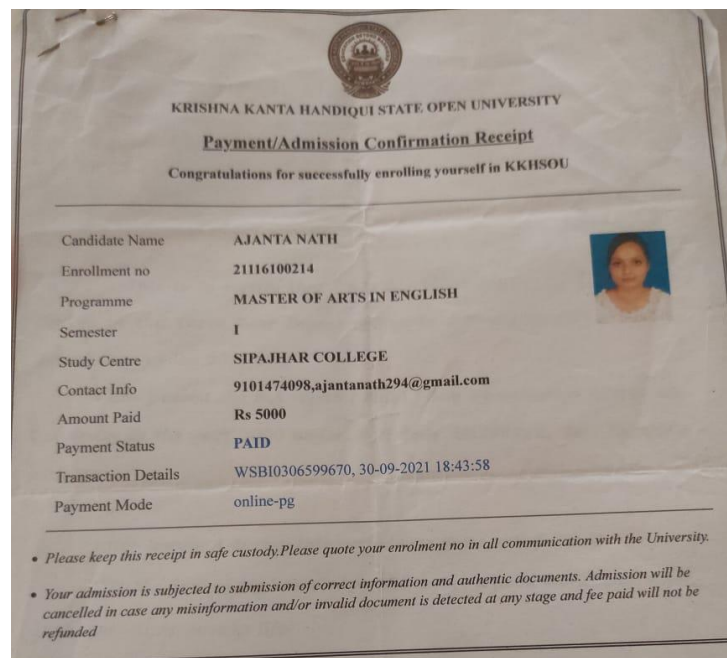 KRISHNA KANTA HANDIQUI STATE OPEN UNIVERSITY
Payment/Admission Confirmation Receipt
Congratulations for successfully enrolling yourself in KKHSOU
Candidate Name AJANTA NATH
Enrollment no 21116100214
Programme MASTER OF ARTS IN ENGLISH
Semester I
Study Centre SIPAJHAR COLLEGE
Contact Info 9101474098,ajantanath294@gmail.com
Amount Paid Rs 5000
Payment Status PAID
Transaction Details WSBI0306599670, 30-09-2021 18:43:58
Payment Mode online-pg
• Please keep this receipt in safe custody.Please quote your enrolment no in all communication with the University.
• Your admission is subjected to submission of correct information and authentic documents. Admission will be
cancelled in case any misinformation and/or invalid document is detected at any stage and fee paid will not be
refunded